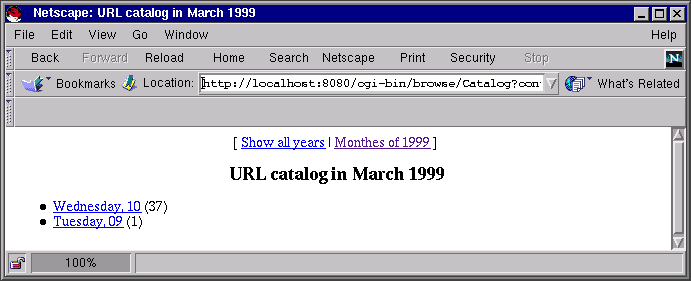 Netscape: URL catalog in March 1999
File Edit View Go Window Help
Back Forward Reload Home Search Netscape Print Security Stop N
Bookmarks Location: http://localhost:8080/cgi-bin/browse/Catalog?con What's Related
[ Show all years | Monthes of 1999 ]
URL catalog in March 1999
Wednesday, 10 (37)
Tuesday, 09 (1)
100%